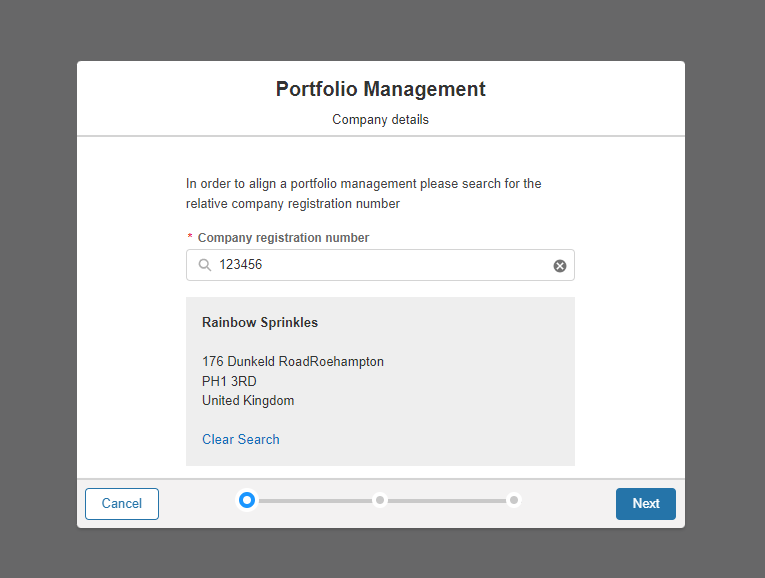 Portfolio Management
Company details
In order to align a portfolio management please search for the
relative company registration number
* Company registration number
123456
Rainbow Sprinkles
176 Dunkeld RoadRoehampton
PH1 3RD
United Kingdom
Clear Search
Cancel
Next